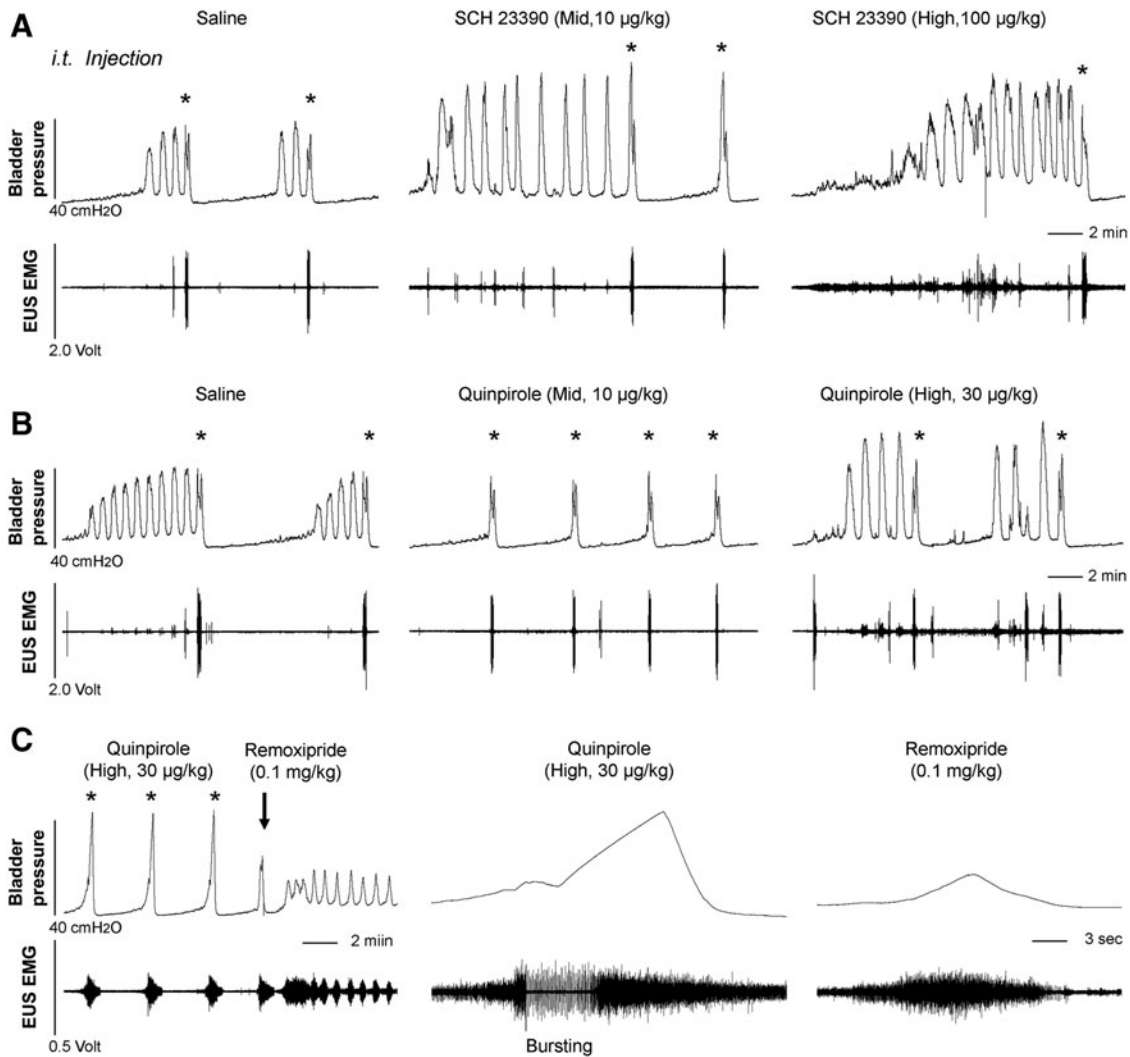 A
Saline
SCH 23390 (Mid,10 µg/kg)
SCH 23390 (High,100 µg/kg)
i.t. Injection
* * * * *
Bladder
pressure
40 cmH2O
2 min
EUS EMG
2.0 Volt
B
Saline
Quinpirole (Mid, 10 µg/kg)
Quinpirole (High, 30 µg/kg)
* * * * * * * *
Bladder
pressure
40 cmH2O
2 min
EUS EMG
2.0 Volt
C
Quinpirole
(High, 30 µg/kg)
Remoxipride
(0.1 mg/kg)
Quinpirole
(High, 30 µg/kg)
Remoxipride
(0.1 mg/kg)
* * *
Bladder
pressure
40 cmH2O
2 miin
3 sec
EUS EMG
0.5 Volt
Bursting